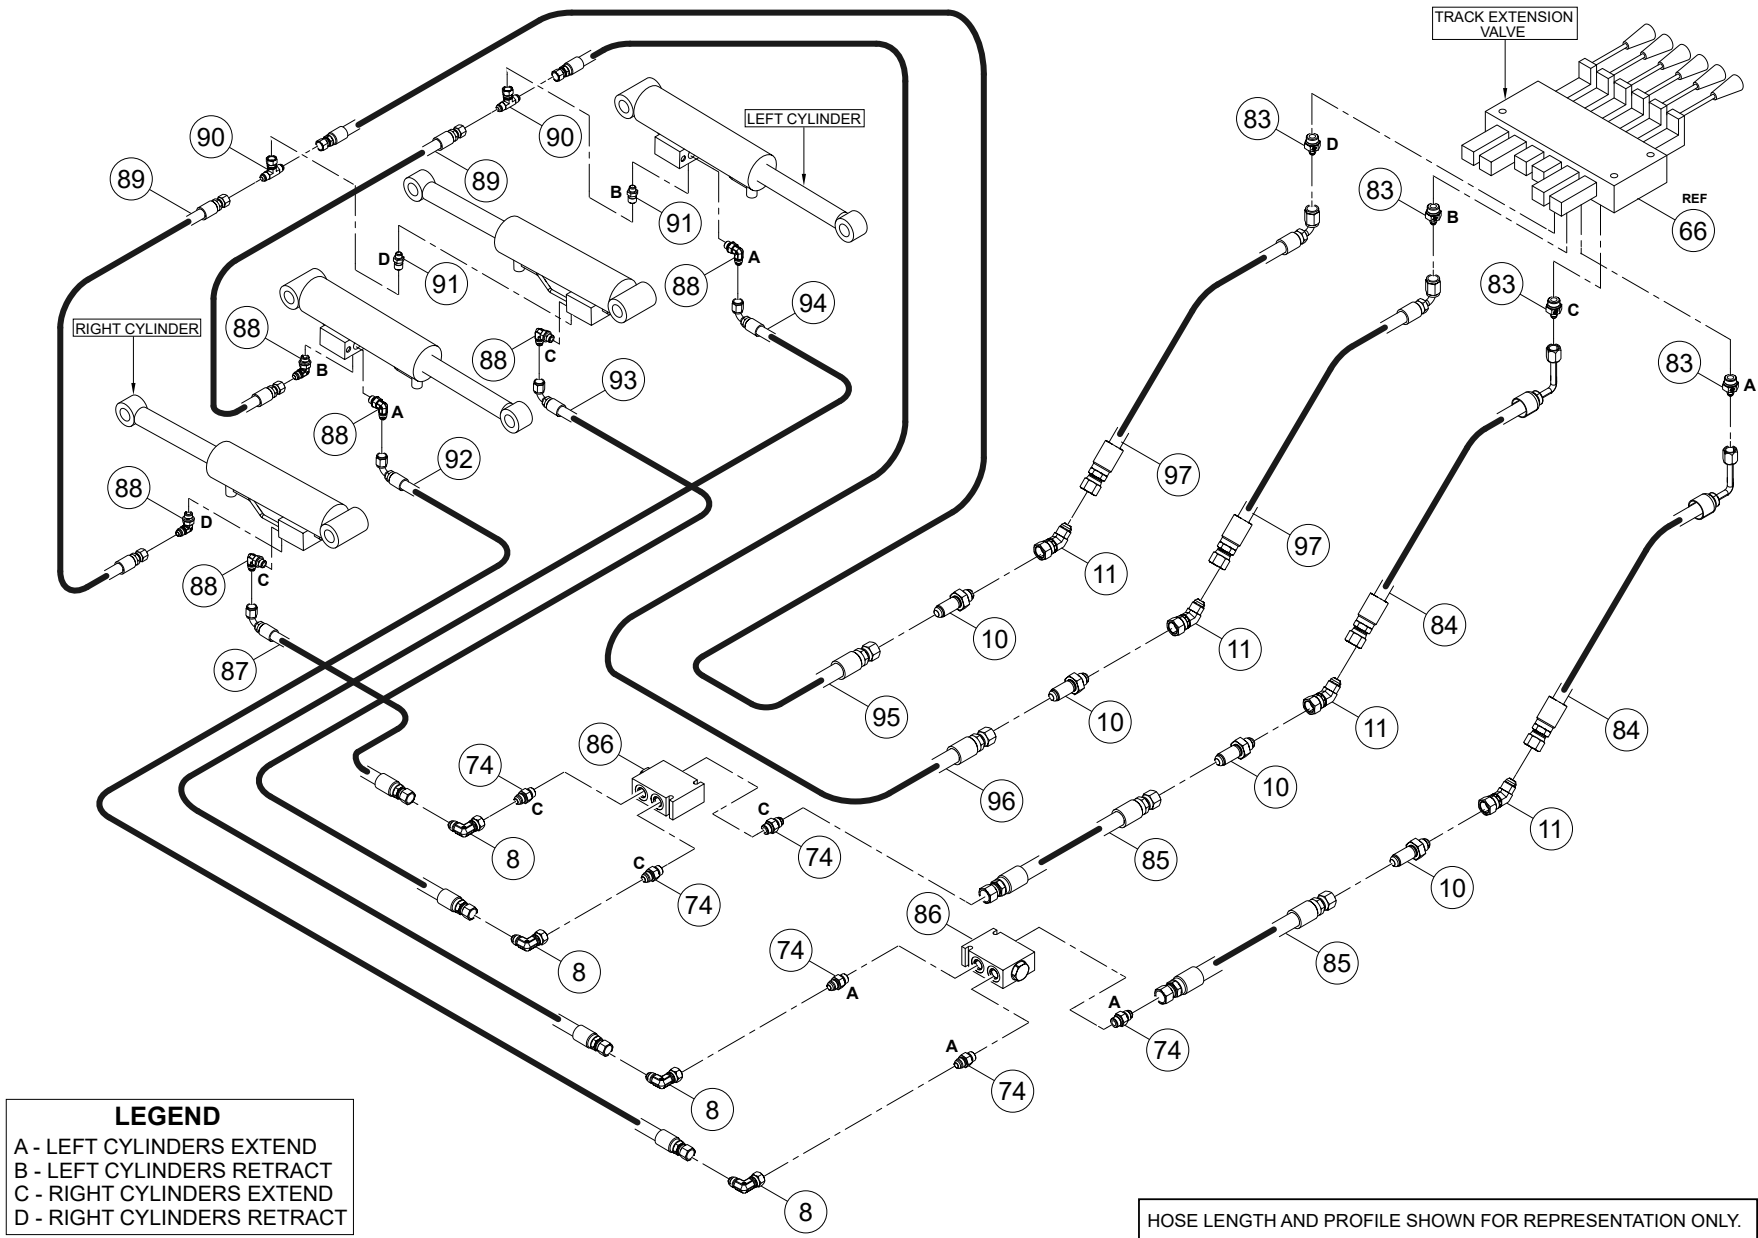 TRACK EXTENSION
VALVE
LEFT CYLINDER
83
D
90
90
89
89
B
91
83
B
REF
66
A
88
D
91
83
C
94
RIGHT CYLINDER
88
B
88
C
93
83
A
88
A
92
97
88
D
97
11
88
C
10
11
84
87
95
10
11
84
86
74
C
10
96
C
74
85
11
8
C
74
10
86
85
74
A
8
A
74
A
74
8
8
LEGEND
A - LEFT CYLINDERS EXTEND
B - LEFT CYLINDERS RETRACT
C - RIGHT CYLINDERS EXTEND
D - RIGHT CYLINDERS RETRACT
HOSE LENGTH AND PROFILE SHOWN FOR REPRESENTATION ONLY.